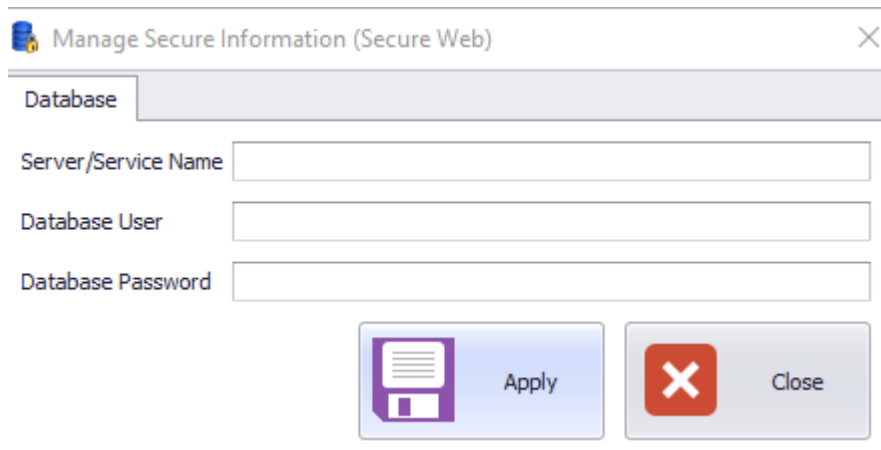 Manage Secure Information (Secure Web)
Database
Server/Service Name
Database User
Database Password
Apply
Close